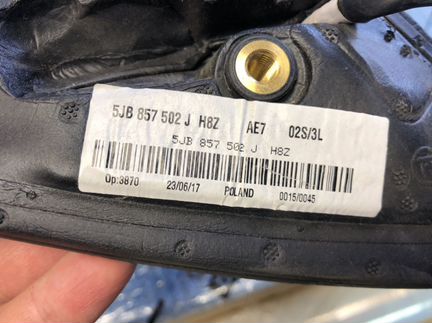 5JB 857 502 J H8Z AE7 02S/3L
5JB 857 502 J H8Z
Op:3870 23/06/17 POLAND 0015/0045